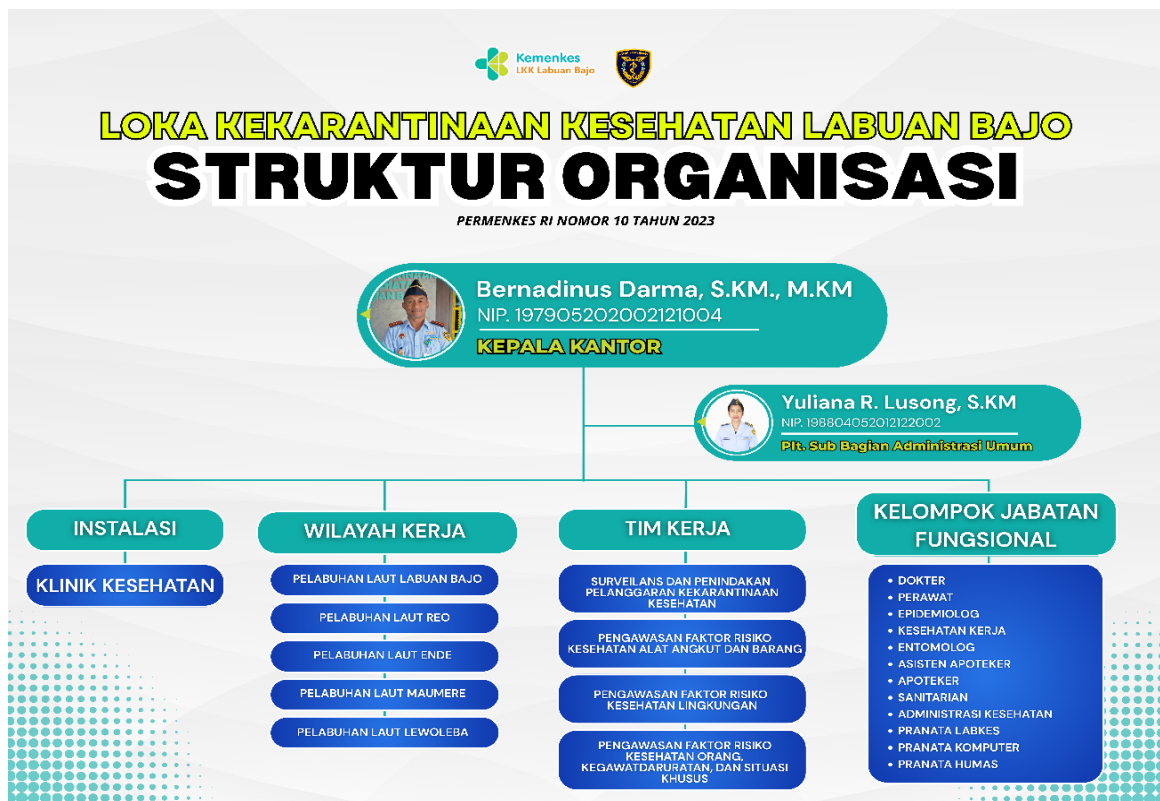 Kemenkes
LKK Labuan Bajo
LOKA KEKARANTINAAN KESEHATAN LABUAN BAJO
STRUKTUR ORGANISASI
PERMENKES RI NOMOR 10 TAHUN 2023
Bernadinus Darma, S.KM., M.KM
NIP. 197905202002121004
KEPALA KANTOR
Yuliana R. Lusong, S.KM
NIP. 198804052012122002
Plt. Sub Bagian Administrasi Umum
INSTALASI
KLINIK KESEHATAN
WILAYAH KERJA
PELABUHAN LAUT LABUAN BAJO
PELABUHAN LAUT REO
PELABUHAN LAUT ENDE
PELABUHAN LAUT MAUMERE
PELABUHAN LAUT LEWOLEBA
TIM KERJA
SURVEILANS DAN PENINDAKAN
PELANGGARAN KEKARANTINAAN
KESEHATAN
PENGAWASAN FAKTOR RISIKO
KESEHATAN ALAT ANGKUT DAN BARANG
PENGAWASAN FAKTOR RISIKO
KESEHATAN LINGKUNGAN
PENGAWASAN FAKTOR RISIKO
KESEHATAN ORANG,
KEGAWATDARURATAN, DAN SITUASI
KHUSUS
KELOMPOK JABATAN
FUNGSIONAL
• DOKTER
• PERAWAT
• EPIDEMIOLOG
• KESEHATAN KERJA
• ENTOMOLOG
• ASISTEN APOTEKER
• APOTEKER
• SANITARIAN
• ADMINISTRASI KESEHATAN
• PRANATA LABKES
• PRANATA KOMPUTER
• PRANATA HUMAS